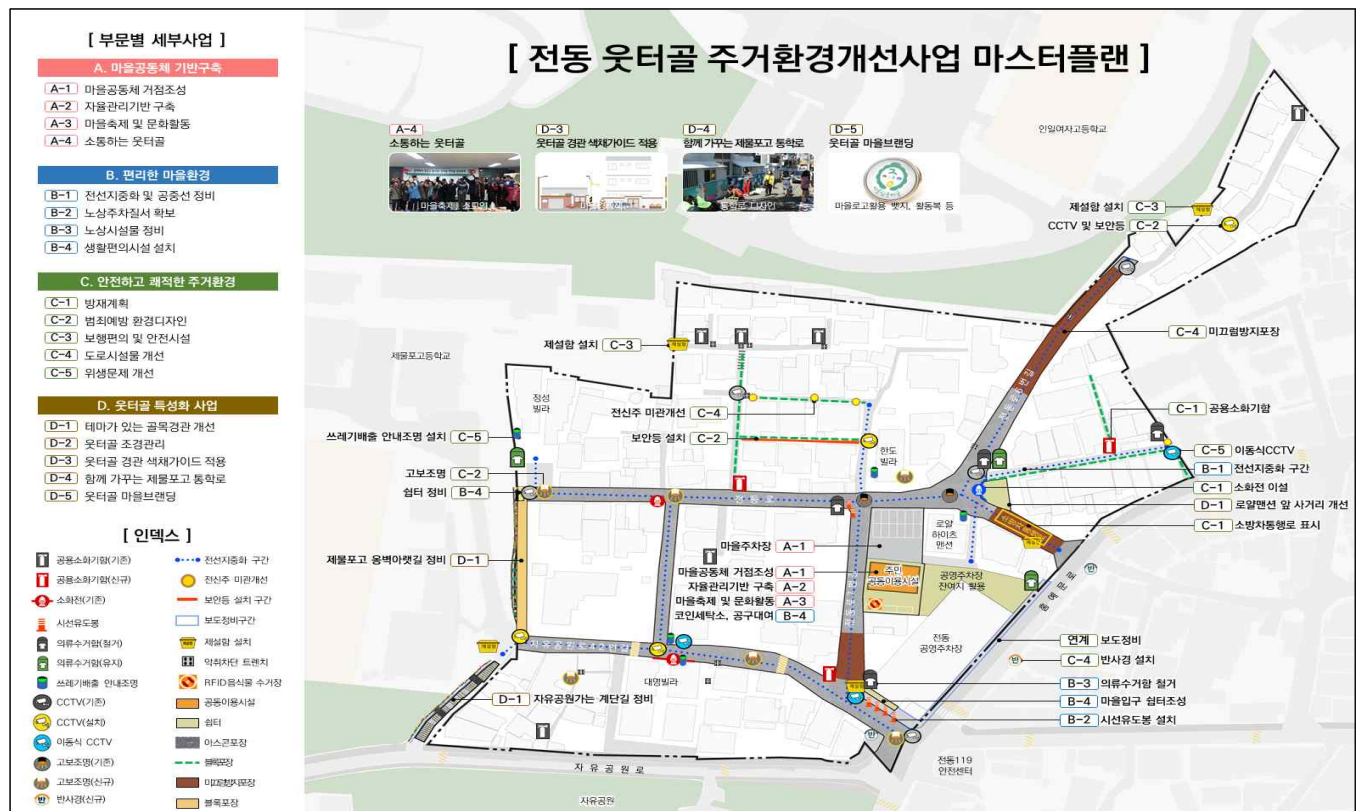 [ 부문별 세부사업 ]
A. 마을공동체 기반구축
A-1 마을공동체 거점조성
A-2 자율관리기반 구축
A-3 마을축제 및 문화활동
A-4 소통하는 웃터골
B. 편리한 마을환경
B-1 전선지중화 및 공중선 정비
B-2 노상주차질서 확보
B-3 노상시설물 정비
B-4 생활편의시설 설치
C. 안전하고 쾌적한 주거환경
C-1 방재계획
C-2 범죄예방 환경디자인
C-3 보행편의 및 안전시설
C-4 도로시설물 개선
C-5 위생문제 개선
D. 웃터골 특성화 사업
D-1 테마가 있는 골목경관 개선
D-2 웃터골 조경관리
D-3 웃터골 경관 색채가이드 적용
D-4 함께 가꾸는 제물포고 통학로
D-5 웃터골 마을브랜딩
[ 인덱스 ]
공용소화기함(기존)
공용소화기함(신규)
소화전(기존)
시선유도봉
의류수거함(철거)
의류수거함(유지)
쓰레기배출 안내조명
CCTV(기존)
CCTV(설치)
이동식 CCTV
고보조명(기존)
고보조명(신규)
반사경(신규)
전선지중화 구간
전신주 미관개선
보안등 설치 구간
보도정비구간
제설함 설치
악취차단 트렌치
RFID음식물 수거장
공동이용시설
쉼터
아스콘포장
블록포장
미끄럼방지포장
블록포장
[ 전동 웃터골 주거환경개선사업 마스터플랜 ]
A-4
소통하는 웃터골
D-3
웃터골 경관 색채가이드 적용
D-4
함께 가꾸는 제물포고 통학로
통학로 디자인
D-5
웃터골 마을브랜딩
마을로고활용 뱃지, 활동복 등
인일여자고등학교
제설함 설치 C-3
CCTV 및 보안등 C-2
C-4 미끄럼방지포장
제설함 설치 C-3
제물포고등학교
정성
빌라
전신주 미관개선 C-4
C-1 공용소화기함
쓰레기배출 안내조명 설치 C-5
보안등 설치 C-2
한도
빌라
C-5 이동식CCTV
B-1 전선지중화 구간
고보조명 C-2
쉼터 정비 B-4
C-1 소화전 이설
D-1 로얄맨션 앞 사거리 개선
C-1 소방차통행로 표시
로얄
하이츠
맨션
마을주차장 A-1
제물포고 옹벽아랫길 정비 D-1
마을공동체 거점조성 A-1
자율관리기반 구축 A-2
마을축제 및 문화활동 A-3
코인세탁소, 공구대여 B-4
주민
공동이용시설
공영주차장
잔여지 활용
전동
공영주차장
연계 보도정비
C-4 반사경 설치
대명빌라
D-1 자유공원가는 계단길 정비
B-3 의류수거함 철거
B-4 마을입구 쉼터조성
B-2 시선유도봉 설치
자 유 공 원 로
자유공원
전동119
안전센터